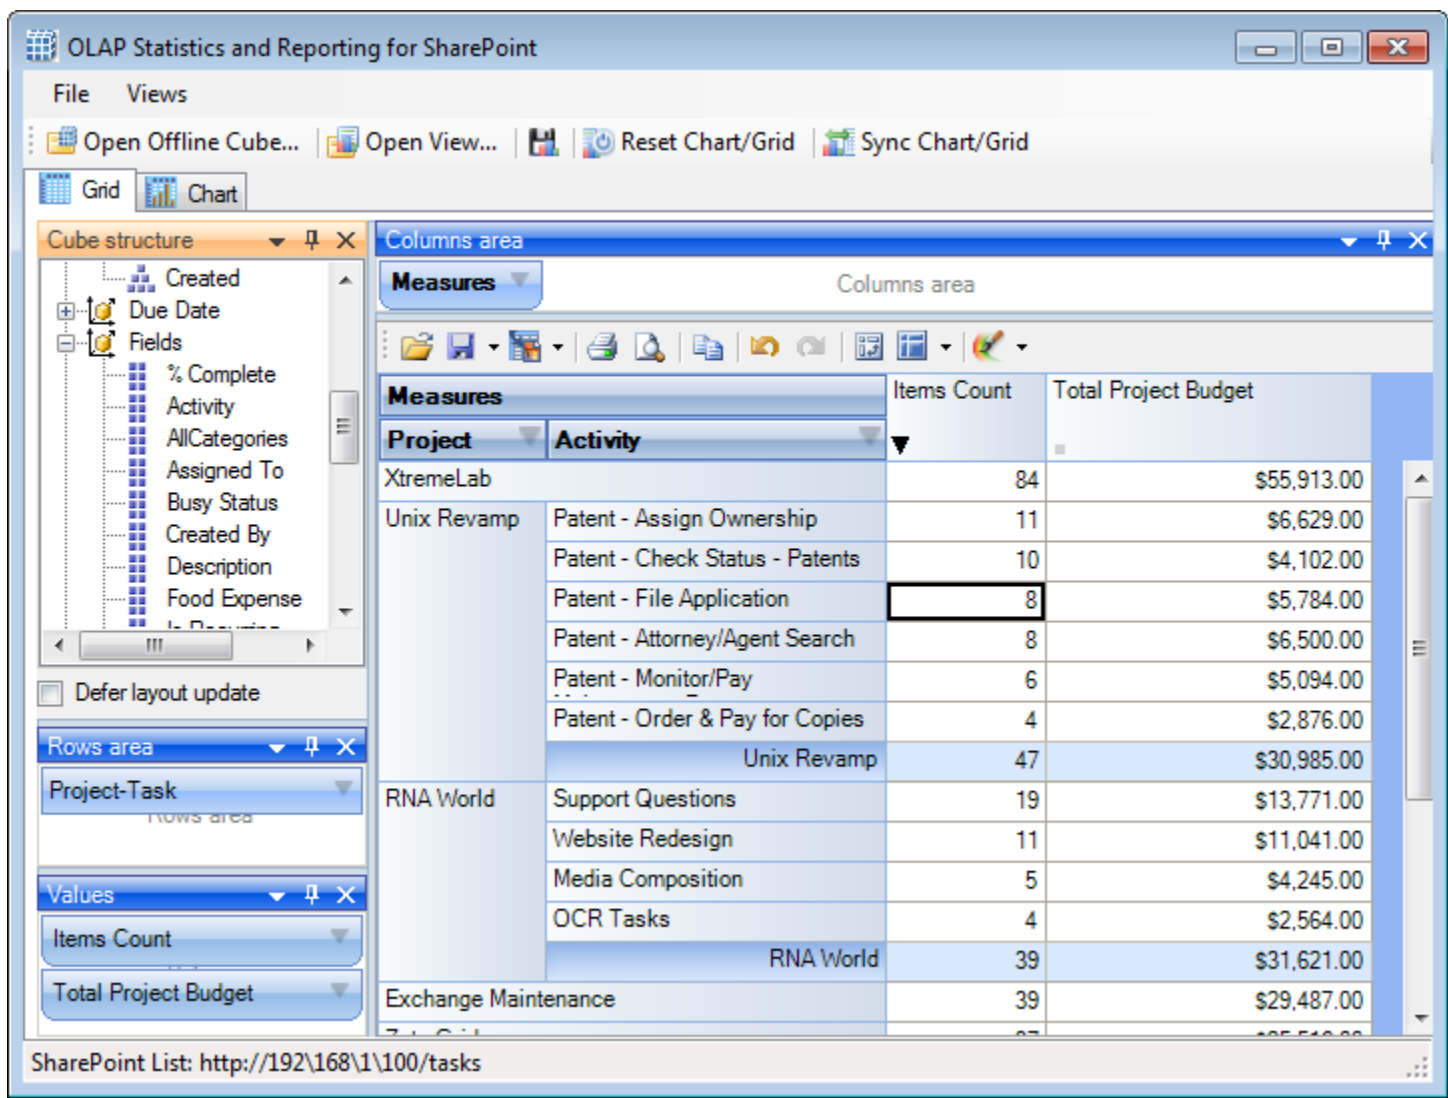 OLAP Statistics and Reporting for SharePoint
File Views
Open Offline Cube... Open View... Reset Chart/Grid Sync Chart/Grid
Grid Chart
Cube structure
Created
Due Date
Fields
% Complete
Activity
AllCategories
Assigned To
Busy Status
Created By
Description
Food Expense
Defer layout update
Rows area
Project-Task
Rows area
Values
Items Count
Total Project Budget
Columns area
Measures Columns area
Measures Items Count Total Project Budget
Project Activity
XtremeLab 84 $55,913.00
Unix Revamp Patent - Assign Ownership 11 $6,629.00
Patent - Check Status - Patents 10 $4,102.00
Patent - File Application 8 $5,784.00
Patent - Attorney/Agent Search 8 $6,500.00
Patent - Monitor/Pay 6 $5,094.00
Patent - Order & Pay for Copies 4 $2,876.00
Unix Revamp 47 $30,985.00
RNA World Support Questions 19 $13,771.00
Website Redesign 11 $11,041.00
Media Composition 5 $4,245.00
OCR Tasks 4 $2,564.00
RNA World 39 $31,621.00
Exchange Maintenance 39 $29,487.00
SharePoint List: http://192\168\1\100/tasks